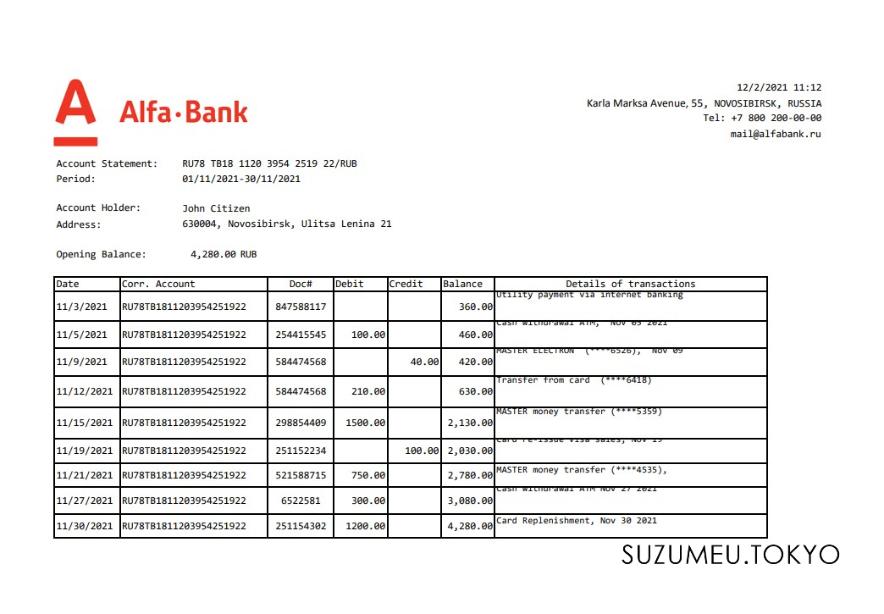 12/2/2021 11:12
A Alfa·Bank
Karla Marksa Avenue, 55, NOVOSIBIRSK, RUSSIA
Tel: +7 800 200-00-00
mail@alfabank.ru
Account Statement: RU78 TB18 1120 3954 2519 22/RUB
Period: 01/11/2021-30/11/2021
Account Holder: John Citizen
Address: 630004, Novosibirsk, Ulitsa Lenina 21
Opening Balance: 4,280.00 RUB
Date Corr. Account Doc# Debit Credit Balance Details of transactions
11/3/2021 RU78TB1811203954251922 847588117 360.00 Utility payment via internet banking
11/5/2021 RU78TB1811203954251922 254415545 100.00 460.00 Cash withdrawal ATM, Nov 05 2021
11/9/2021 RU78TB1811203954251922 584474568 40.00 420.00 MASTER ELECTRON (****6526), Nov 09
11/12/2021 RU78TB1811203954251922 584474568 210.00 630.00 Transfer from card (****6418)
11/15/2021 RU78TB1811203954251922 298854409 1500.00 2,130.00 MASTER money transfer (****5359)
11/19/2021 RU78TB1811203954251922 251152234 100.00 2,030.00 Card re-issue Visa sales, Nov 19
11/21/2021 RU78TB1811203954251922 521588715 750.00 2,780.00 MASTER money transfer (****4535),
11/27/2021 RU78TB1811203954251922 6522581 300.00 3,080.00 Cash withdrawal ATM Nov 27 2021
11/30/2021 RU78TB1811203954251922 251154302 1200.00 4,280.00 Card Replenishment, Nov 30 2021
SUZUMEU.TOKYO